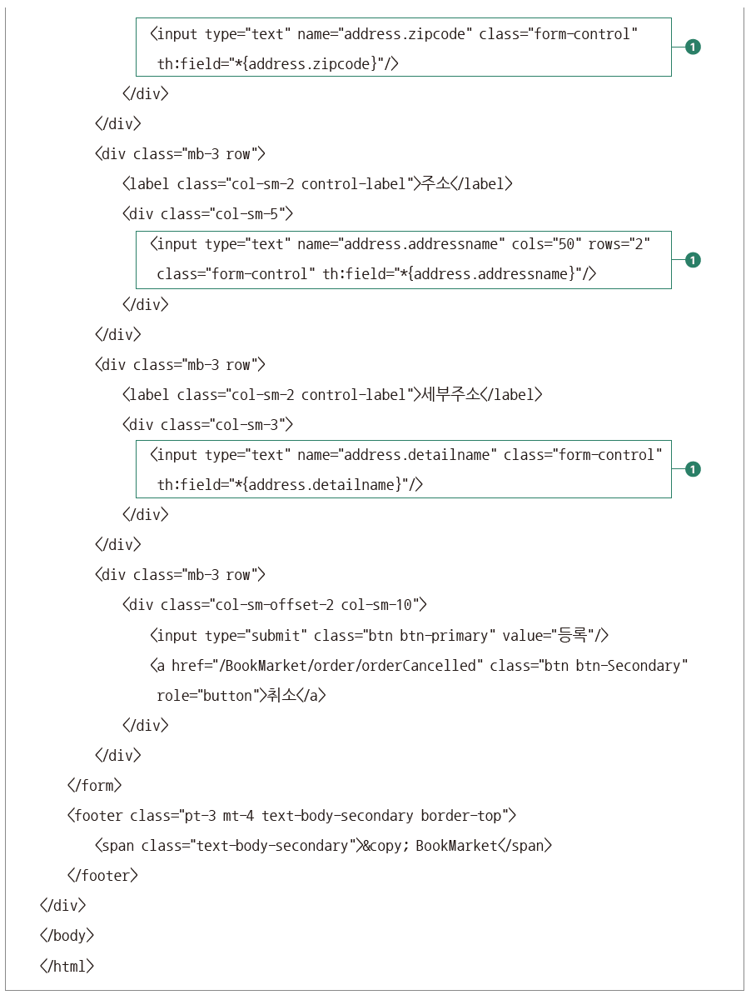 <input type="text" name="address.zipcode" class="form-control"
th:field="*{address.zipcode}"/>
❶
</div>
</div>
<div class="mb-3 row">
<label class="col-sm-2 control-label">주소</label>
<div class="col-sm-5">
<input type="text" name="address.addressname" cols="50" rows="2"
class="form-control" th:field="*{address.addressname}"/>
❶
</div>
</div>
<div class="mb-3 row">
<label class="col-sm-2 control-label">세부주소</label>
<div class="col-sm-3">
<input type="text" name="address.detailname" class="form-control"
th:field="*{address.detailname}"/>
❶
</div>
</div>
<div class="mb-3 row">
<div class="col-sm-offset-2 col-sm-10">
<input type="submit" class="btn btn-primary" value="등록"/>
<a href="/BookMarket/order/orderCancelled" class="btn btn-Secondary"
role="button">취소</a>
</div>
</div>
</form>
<footer class="pt-3 mt-4 text-body-secondary border-top">
<span class="text-body-secondary">&copy; BookMarket</span>
</footer>
</div>
</body>
</html>